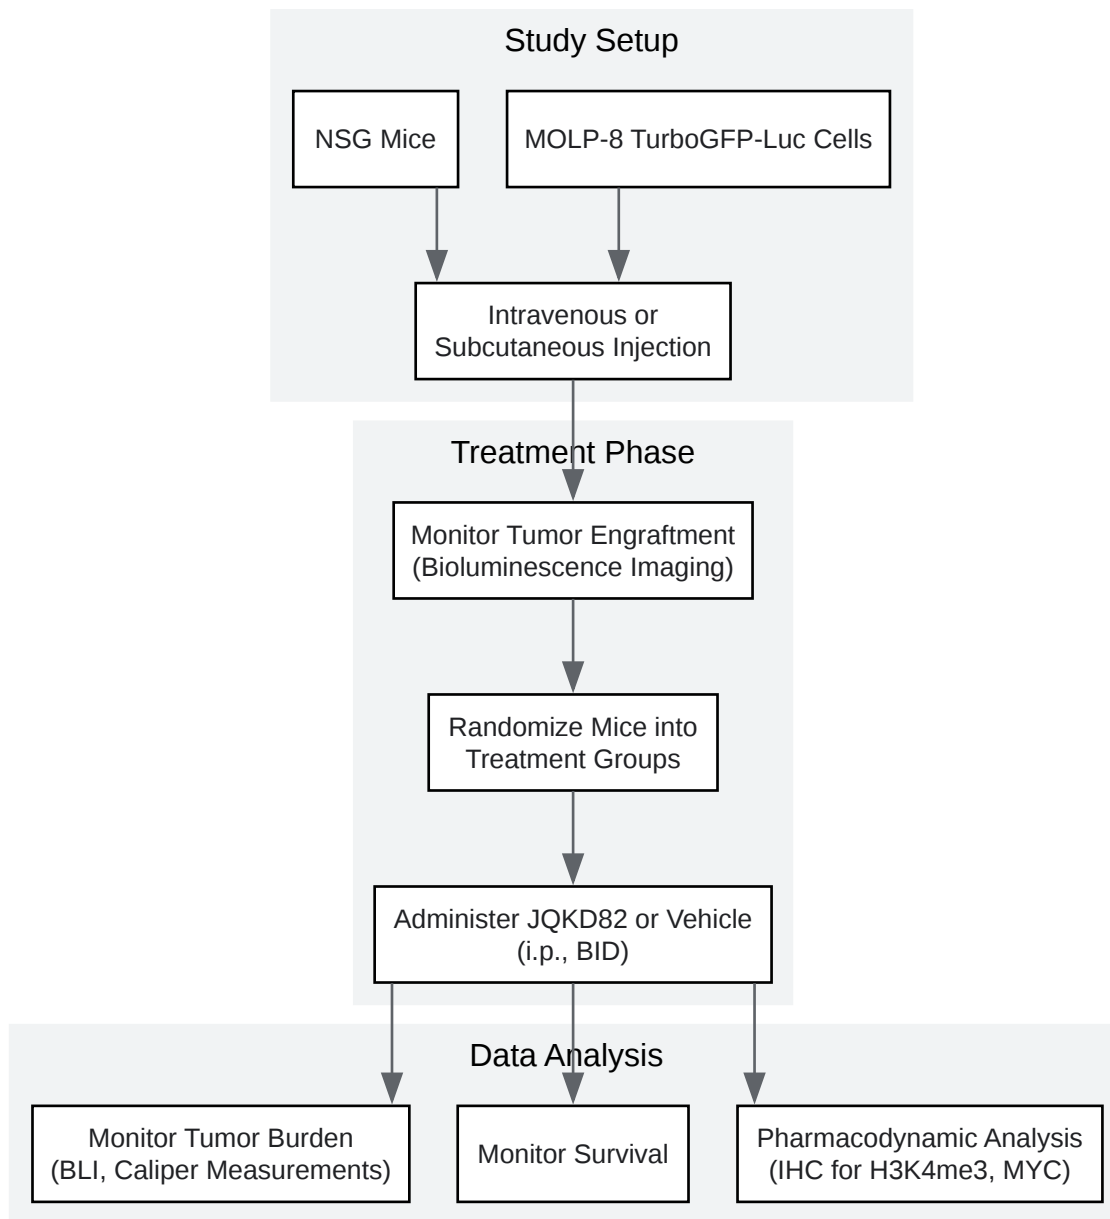 Study Setup
NSG Mice
MOLP-8 TurboGFP-Luc Cells
Intravenous or
Subcutaneous Injection
Treatment Phase
Monitor Tumor Engraftment
(Bioluminescence Imaging)
Randomize Mice into
Treatment Groups
Administer JQKD82 or Vehicle
(i.p., BID)
Data Analysis
Monitor Tumor Burden
(BLI, Caliper Measurements)
Monitor Survival
Pharmacodynamic Analysis
(IHC for H3K4me3, MYC)